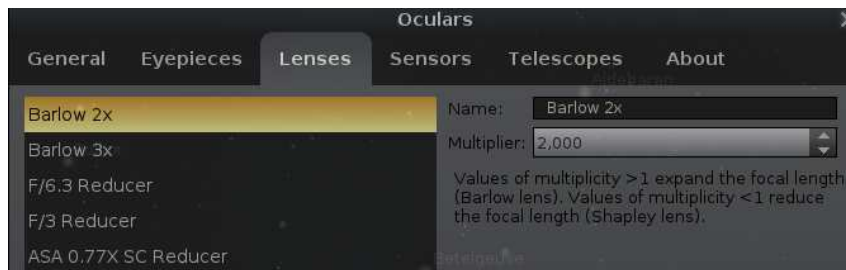 Oculars
General Eyepieces Lenses Sensors Telescopes About
Aldebaran
Barlow 2x
Barlow 3x
F/6.3 Reducer
F/3 Reducer
ASA 0.77X SC Reducer
Name: Barlow 2x
Multiplier: 2,000
Values of multiplicity >1 expand the focal length
(Barlow lens). Values of multiplicity <1 reduce
the focal length (Shapley lens).
Betelgeuse